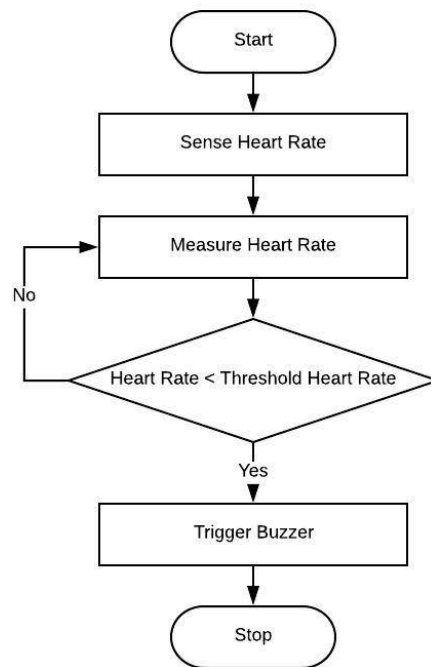 Start
Sense Heart Rate
Measure Heart Rate
No
Heart Rate < Threshold Heart Rate
Yes
Trigger Buzzer
Stop